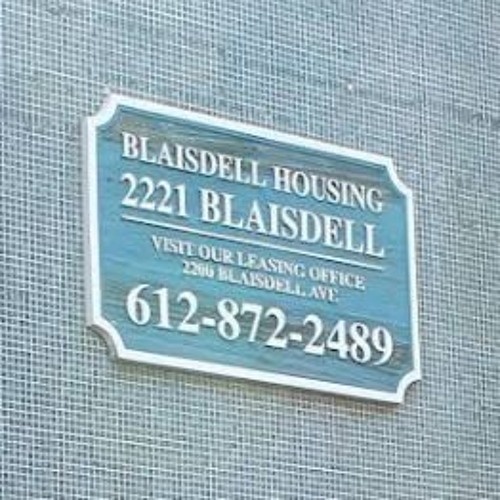 BLAISDELL HOUSING
2221 BLAISDELL
VISIT OUR LEASING OFFICE
2200 BLAISDELL AVE
612-872-2489